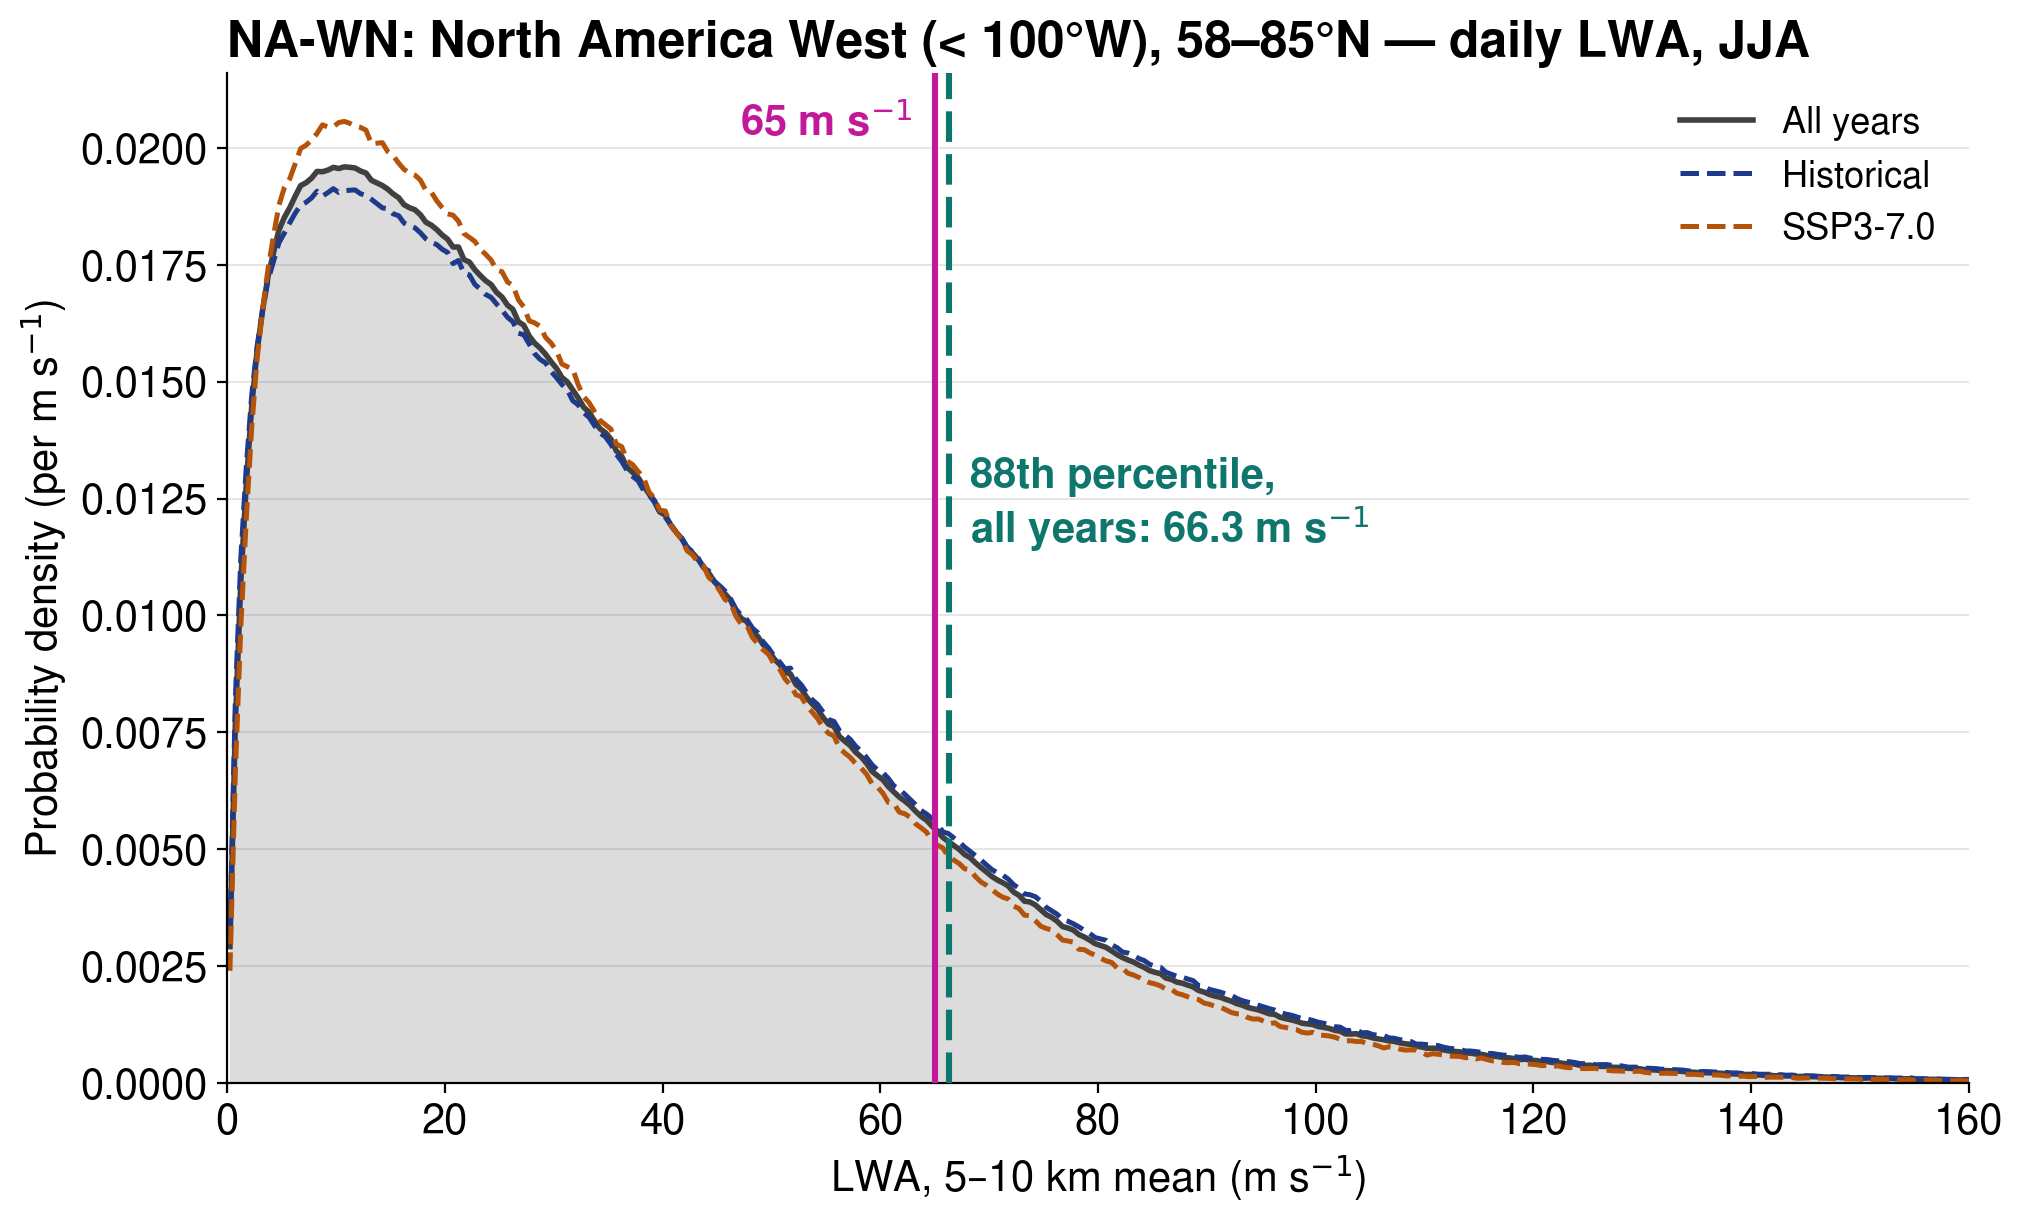 NA-WN: North America West (< 100°W), 58–85°N — daily LWA, JJA
65 m s⁻¹
All years
Historical
SSP3-7.0
88th percentile,
all years: 66.3 m s⁻¹
Probability density (per m s⁻¹)
0.0200
0.0175
0.0150
0.0125
0.0100
0.0075
0.0050
0.0025
0.0000
0 20 40 60 80 100 120 140 160
LWA, 5–10 km mean (m s⁻¹)